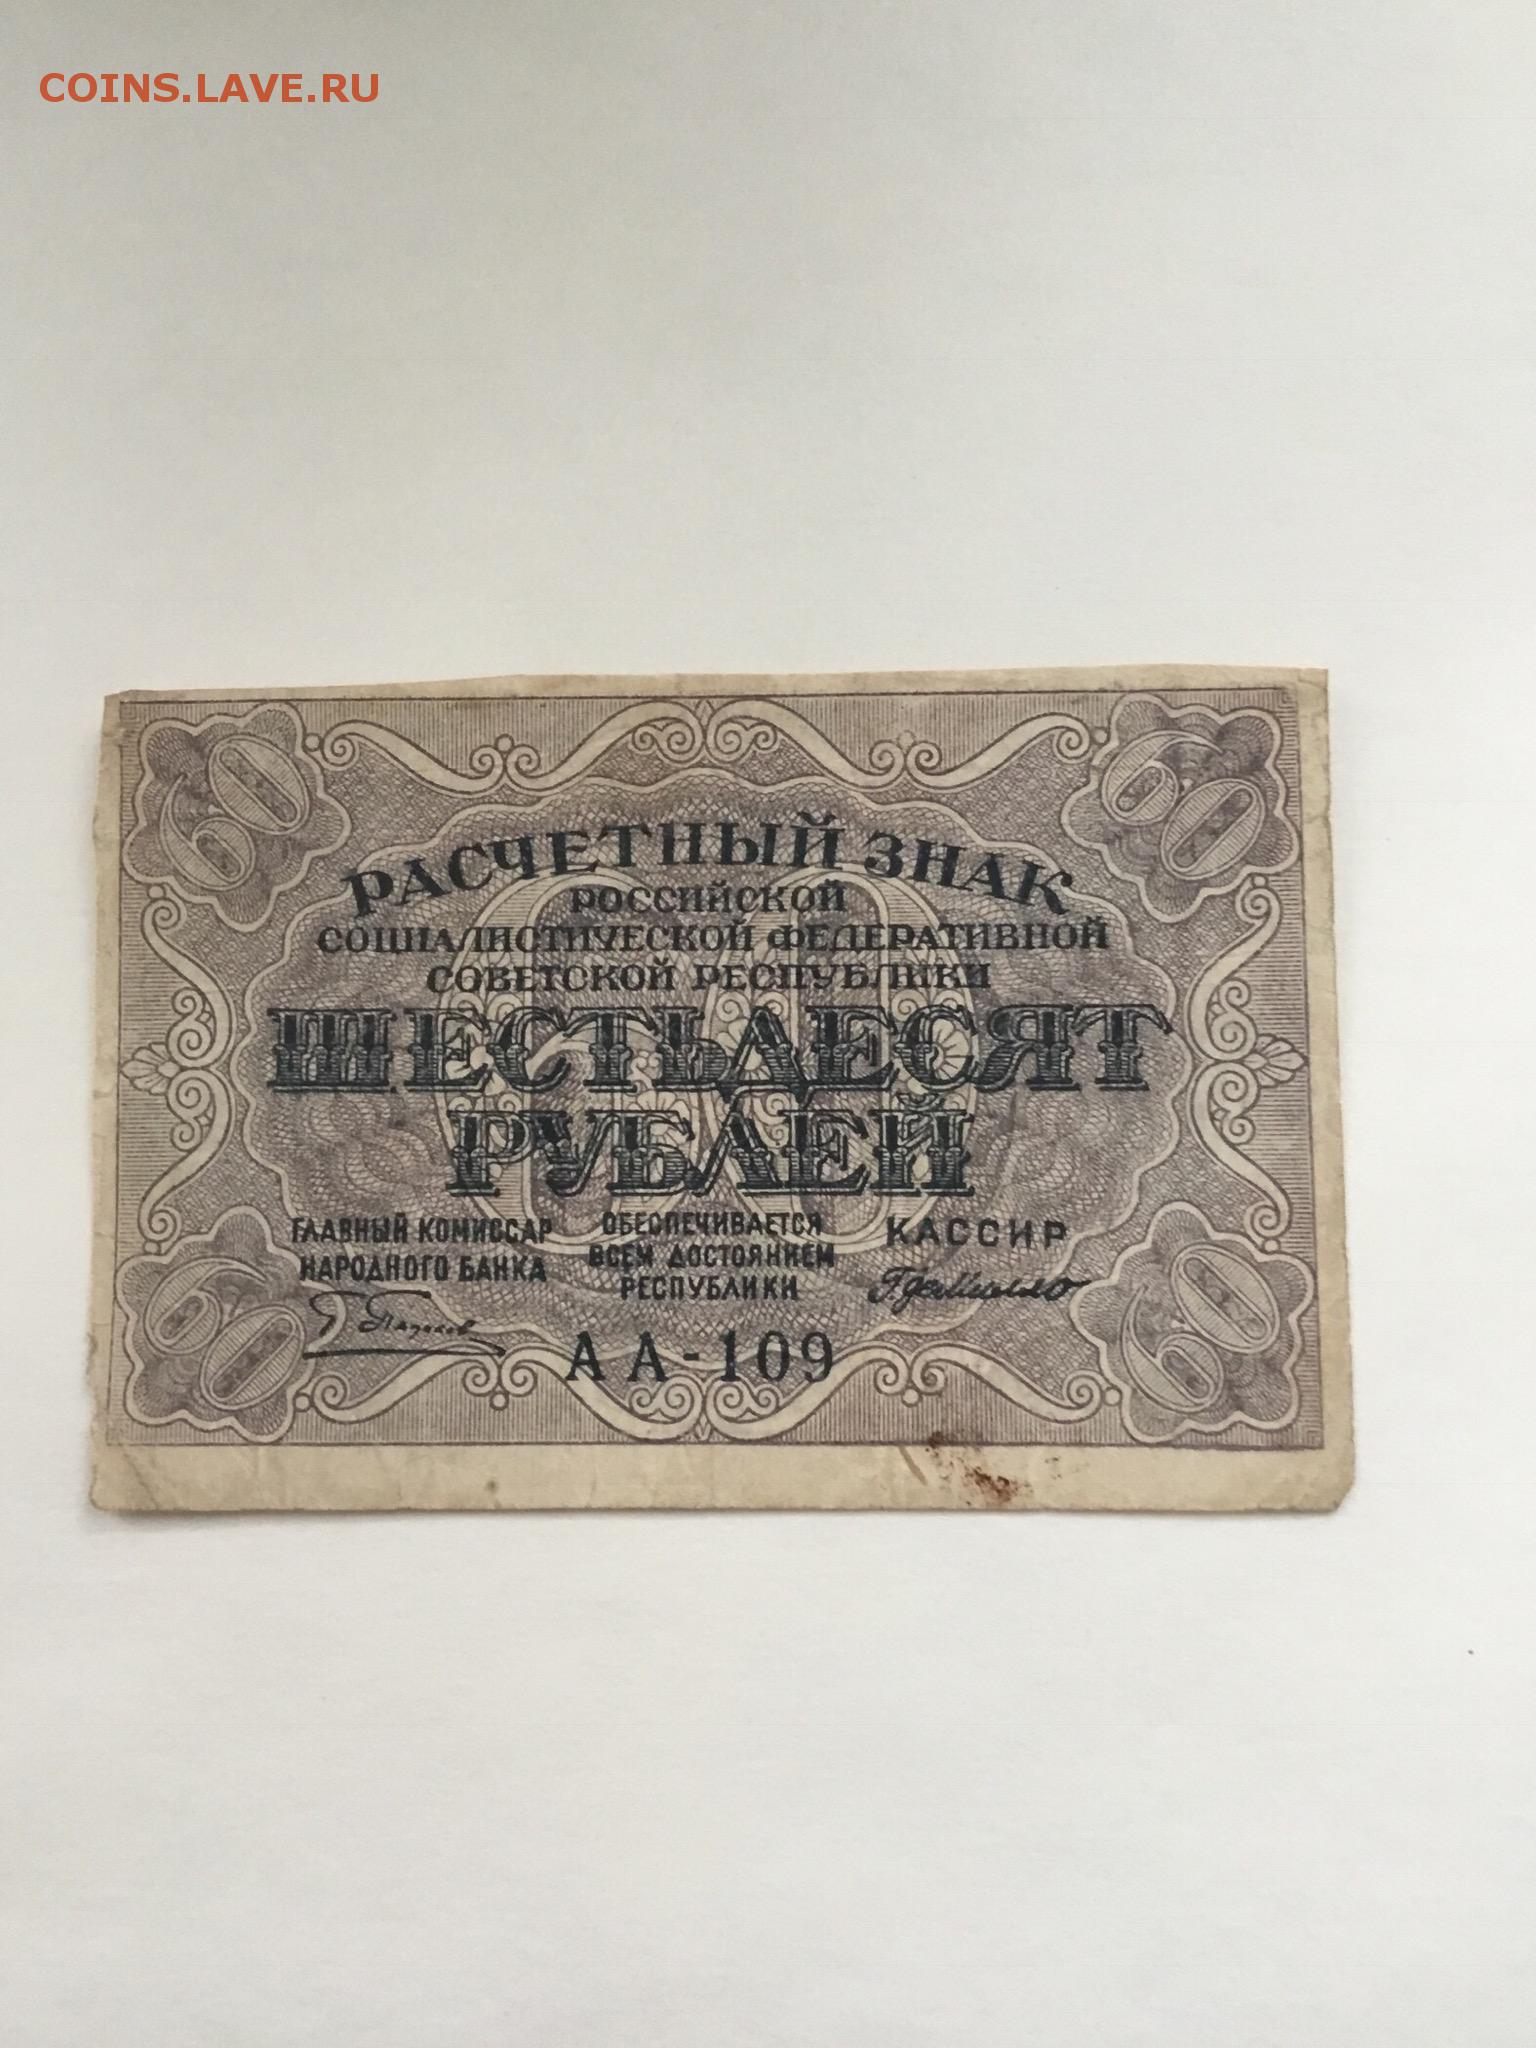 COINS.LAVE.RU
60
60
РАСЧЕТНЫЙ ЗНАК
РОССИЙСКОЙ
СОЦИАЛИСТИЧЕСКОЙ ФЕДЕРАТИВНОЙ
СОВЕТСКОЙ РЕСПУБЛИКИ
60
ШЕСТЬДЕСЯТ
РУБЛЕЙ
ГЛАВНЫЙ КОМИССАР
НАРОДНОГО БАНКА
ОБЕСПЕЧИВАЕТСЯ
ВСЕМ ДОСТОЯНИЕМ
РЕСПУБЛИКИ
КАССИР
АА-109
60
60